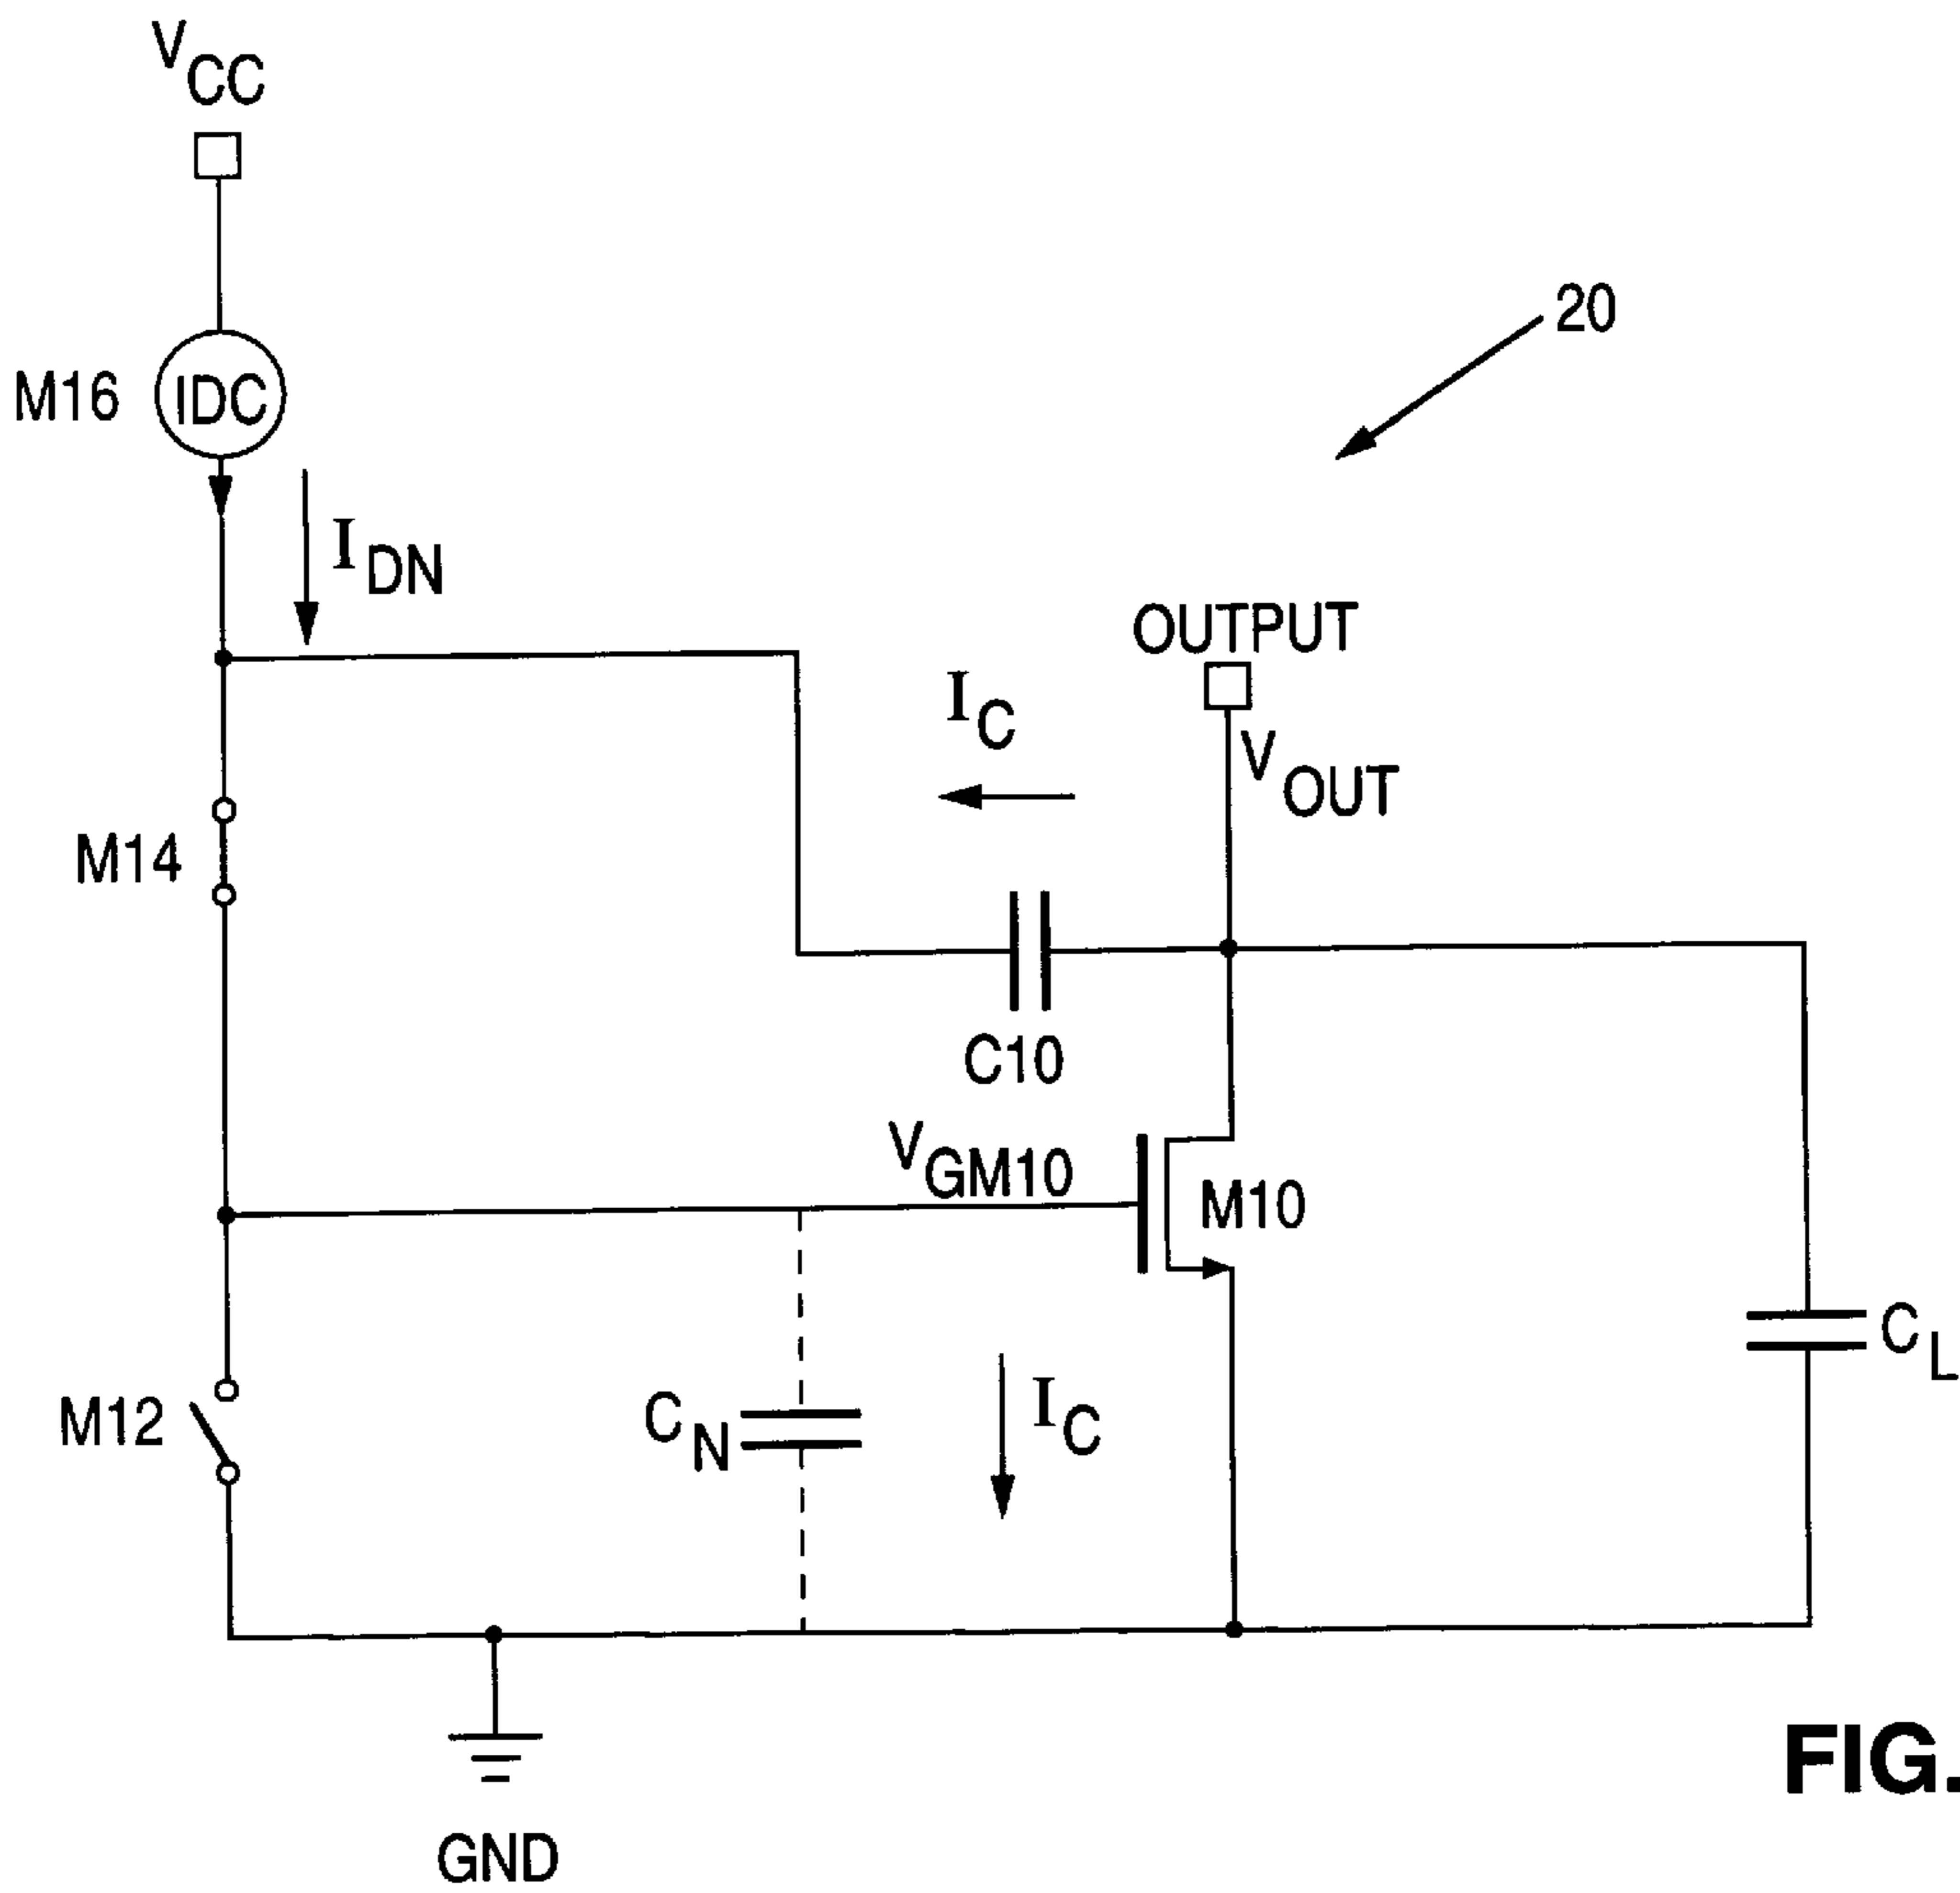 VCC
20
M16
IDC
IDN
OUTPUT
IC
VOUT
M14
C10
VGM10
M10
CL
M12
CN
IC
FIG.
GND